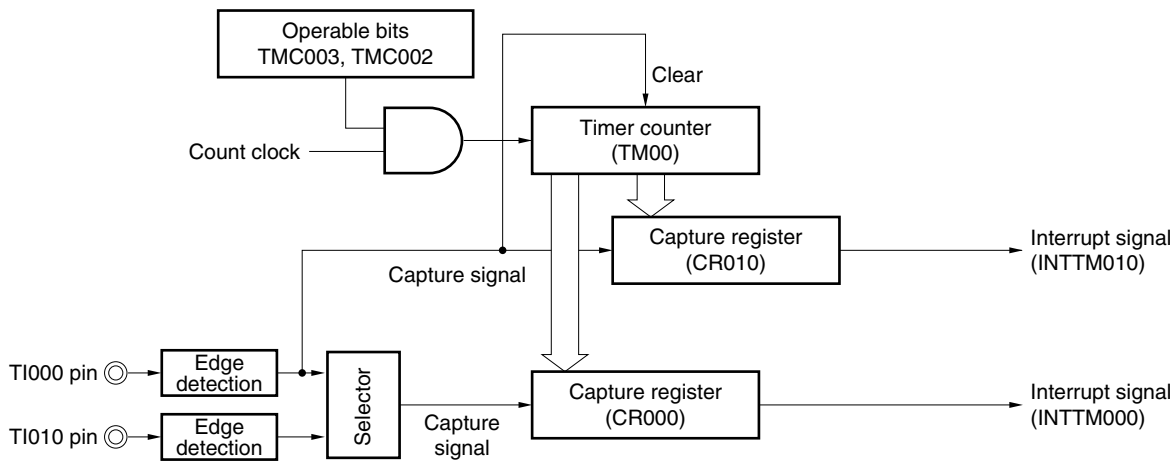 Operable bits
TMC003, TMC002
Clear
Timer counter
(TM00)
Count clock
Capture register
(CR010)
Interrupt signal
(INTTM010)
Capture signal
TI000 pin
Edge
detection
Selector
Capture register
(CR000)
Interrupt signal
(INTTM000)
TI010 pin
Edge
detection
Capture
signal